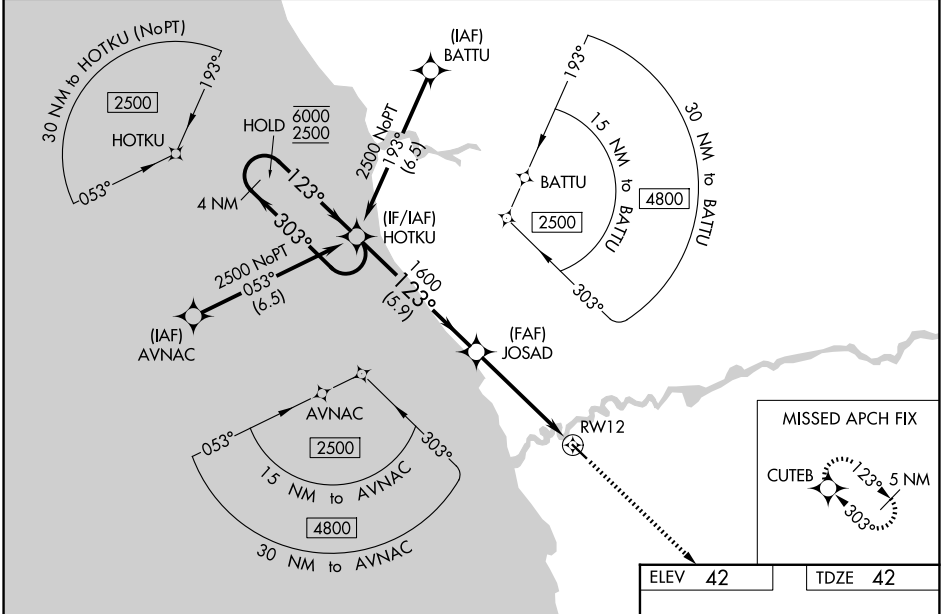 30 NM to HOTKU (NoPT)
2500
193°
HOTKU
053°
(IAF)
BATTU
HOLD
6000
2500
2500 NoPT
193°
(6.5)
123°
4 NM
303°
(IF/IAF)
HOTKU
2500 NoPT
053°
(6.5)
(IAF)
AVNAC
1600
123°
(5.9)
(FAF)
JOSAD
193°
BATTU
2500
15 NM to BATTU
4800
30 NM to BATTU
303°
AVNAC
053°
2500
303°
15 NM to AVNAC
4800
30 NM to AVNAC
RW12
MISSED APCH FIX
CUTEB
123°
5 NM
303°
ELEV 42
TDZE 42